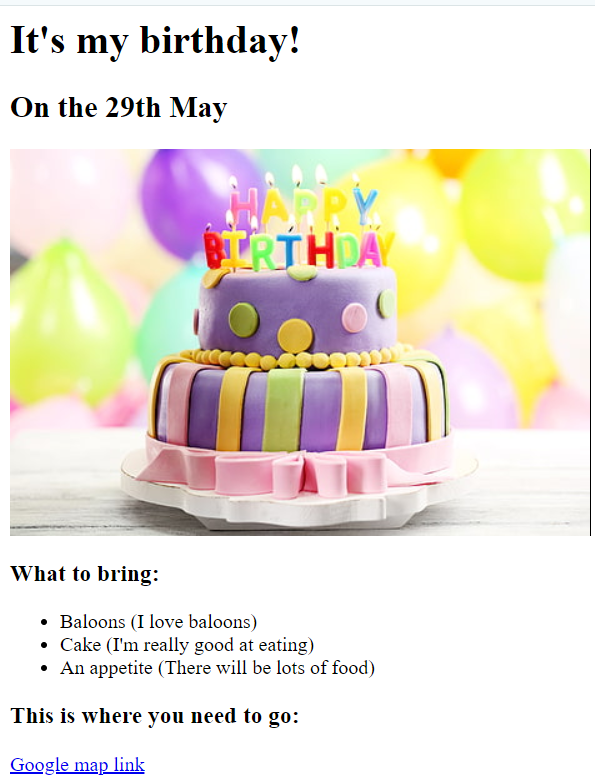 It's my birthday!
On the 29th May
HAPPY
BIRTHDAY
What to bring:
Baloons (I love baloons)
Cake (I'm really good at eating)
An appetite (There will be lots of food)
This is where you need to go:
Google map link